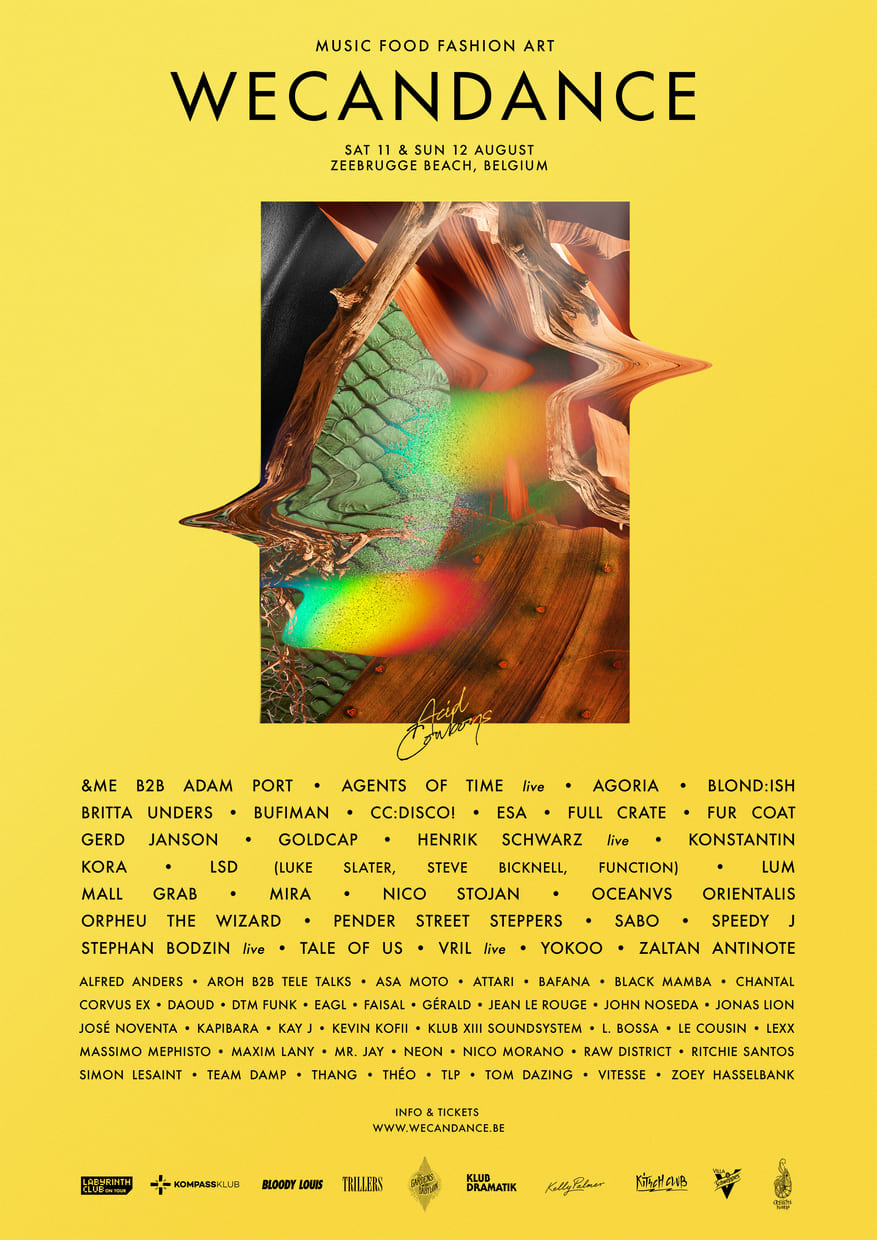 MUSIC FOOD FASHION ART
WECANDANCE
SAT 11 & SUN 12 AUGUST
ZEEBRUGGE BEACH, BELGIUM
Acid
Cowboys
&ME B2B ADAM PORT • AGENTS OF TIME live • AGORIA • BLOND:ISH
BRITTA UNDERS • BUFIMAN • CC:DISCO! • ESA • FULL CRATE • FUR COAT
GERD JANSON • GOLDCAP • HENRIK SCHWARZ live • KONSTANTIN
KORA • LSD (LUKE SLATER, STEVE BICKNELL, FUNCTION) • LUM
MALL GRAB • MIRA • NICO STOJAN • OCEANVS ORIENTALIS
ORPHEU THE WIZARD • PENDER STREET STEPPERS • SABO • SPEEDY J
STEPHAN BODZIN live • TALE OF US • VRIL live • YOKOO • ZALTAN ANTINOTE
ALFRED ANDERS • AROH B2B TELE TALKS • ASA MOTO • ATTARI • BAFANA • BLACK MAMBA • CHANTAL
CORVUS EX • DAOUD • DTM FUNK • EAGL • FAISAL • GÉRALD • JEAN LE ROUGE • JOHN NOSEDA • JONAS LION
JOSÉ NOVENTA • KAPIBARA • KAY J • KEVIN KOFII • KLUB XIII SOUNDSYSTEM • L. BOSSA • LE COUSIN • LEXX
MASSIMO MEPHISTO • MAXIM LANY • MR. JAY • NEON • NICO MORANO • RAW DISTRICT • RITCHIE SANTOS
SIMON LESAINT • TEAM DAMP • THANG • THÉO • TLP • TOM DAZING • VITESSE • ZOEY HASSELBANK
INFO & TICKETS
WWW.WECANDANCE.BE
LABYRINTH
CLUB ON TOUR
KOMPASSKLUB
BLOODY LOUIS
TRILLERS
GARDENS
BABYLON
KLUB
DRAMATIK
Kelly Palmer
KITSCH CLUB
VILLA
Schweppes